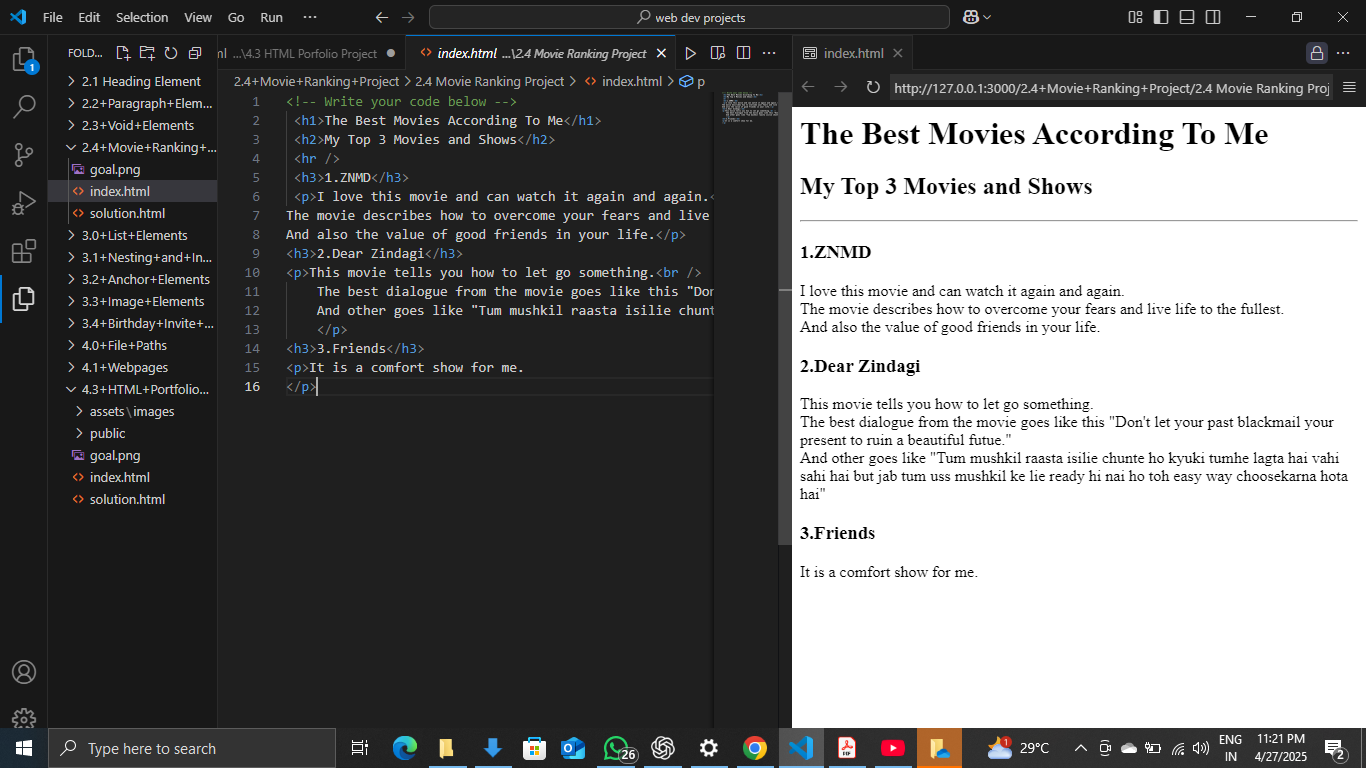 File Edit Selection View Go Run ··· web dev projects
FOLD... ml ...\4.3 HTML Porfolio Project index.html ...\2.4 Movie Ranking Project index.html
1
2.1 Heading Element
2.2+Paragraph+Elem...
2.3+Void+Elements
2.4+Movie+Ranking+...
goal.png
index.html
solution.html
3.0+List+Elements
3.1+Nesting+and+In...
3.2+Anchor+Elements
3.3+Image+Elements
3.4+Birthday+Invite+...
4.0+File+Paths
4.1+Webpages
4.3+HTML+Portfolio...
assets\images
public
goal.png
index.html
solution.html
2.4+Movie+Ranking+Project > 2.4 Movie Ranking Project > index.html > p
1 <!-- Write your code below -->
2 <h1>The Best Movies According To Me</h1>
3 <h2>My Top 3 Movies and Shows</h2>
4 <hr />
5 <h3>1.ZNMD</h3>
6 <p>I love this movie and can watch it again and again.<
7 The movie describes how to overcome your fears and live
8 And also the value of good friends in your life.</p>
9 <h3>2.Dear Zindagi</h3>
10 <p>This movie tells you how to let go something.<br />
11 The best dialogue from the movie goes like this "Don
12 And other goes like "Tum mushkil raasta isilie chunt
13 </p>
14 <h3>3.Friends</h3>
15 <p>It is a comfort show for me.
16 </p>
http://127.0.0.1:3000/2.4+Movie+Ranking+Project/2.4 Movie Ranking Proj
The Best Movies According To Me
My Top 3 Movies and Shows
1.ZNMD
I love this movie and can watch it again and again.
The movie describes how to overcome your fears and live life to the fullest.
And also the value of good friends in your life.
2.Dear Zindagi
This movie tells you how to let go something.
The best dialogue from the movie goes like this "Don't let your past blackmail your
present to ruin a beautiful futue."
And other goes like "Tum mushkil raasta isilie chunte ho kyuki tumhe lagta hai vahi
sahi hai but jab tum uss mushkil ke lie ready hi nai ho toh easy way choosekarna hota
hai"
3.Friends
It is a comfort show for me.
Type here to search 26 PDF 1 29°C ENG 11:21 PM
IN 4/27/2025 2